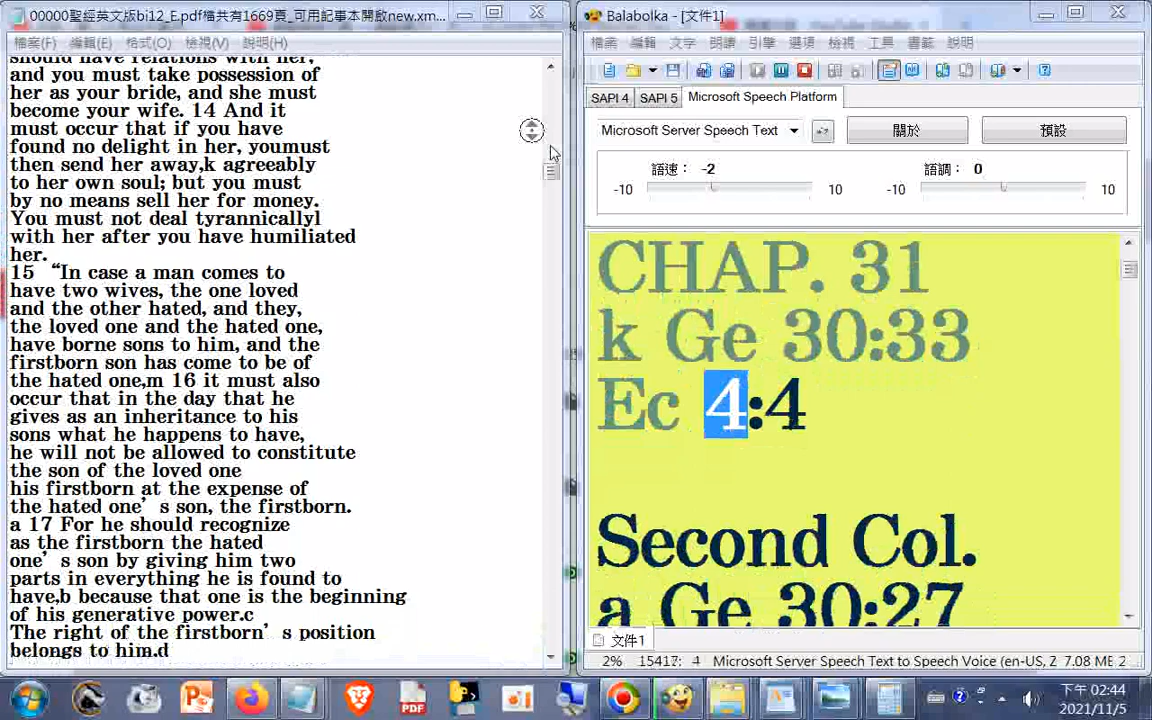 00000聖經英文版bi12_E.pdf檔共有1669頁_可用記事本開啟new.xm...
檔案(F) 編輯(E) 格式(O) 檢視(V) 說明(H)
should have relations with her,
and you must take possession of
her as your bride, and she must
become your wife. 14 And it
must occur that if you have
found no delight in her, youmust
then send her away,k agreeably
to her own soul; but you must
by no means sell her for money.
You must not deal tyrannicallyl
with her after you have humiliated
her.
15 “In case a man comes to
have two wives, the one loved
and the other hated, and they,
the loved one and the hated one,
have borne sons to him, and the
firstborn son has come to be of
the hated one,m 16 it must also
occur that in the day that he
gives as an inheritance to his
sons what he happens to have,
he will not be allowed to constitute
the son of the loved one
his firstborn at the expense of
the hated one’s son, the firstborn.
a 17 For he should recognize
as the firstborn the hated
one’s son by giving him two
parts in everything he is found to
have,b because that one is the beginning
of his generative power.c
The right of the firstborn’s position
belongs to him.d
Balabolka - [文件1]
檔案 編輯 文字 朗讀 引擎 選項 檢視 工具 書籤 說明
SAPI 4 SAPI 5 Microsoft Speech Platform
Microsoft Server Speech Text 關於 預設
語速： -2 語調： 0
-10 10 -10 10
CHAP. 31
k Ge 30:33
Ec 4:4
Second Col.
a Ge 30:27
文件1
2% 15417: 4 Microsoft Server Speech Text to Speech Voice (en-US, Z 7.08 MB 2
PDF
下午 02:44
2021/11/5